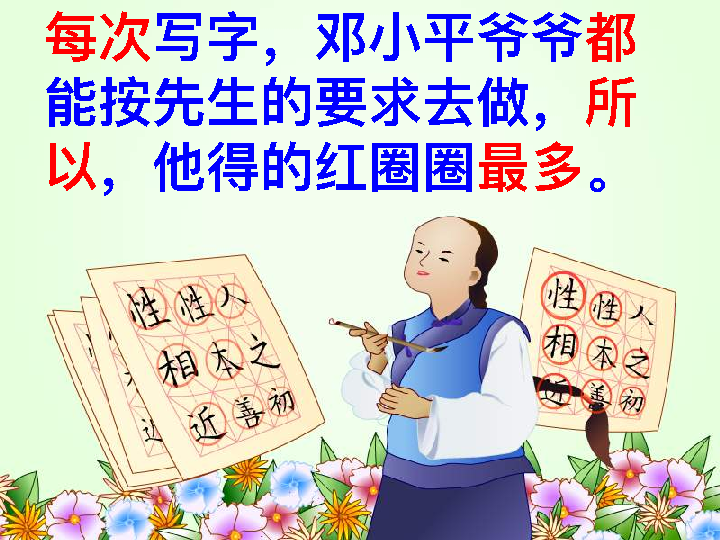 每次写字，邓小平爷爷都
能按先生的要求去做，所
以，他得的红圈圈最多。
性 性 人
相 本 之
近 善 初
性 性 人
相 本 之
近 善 初